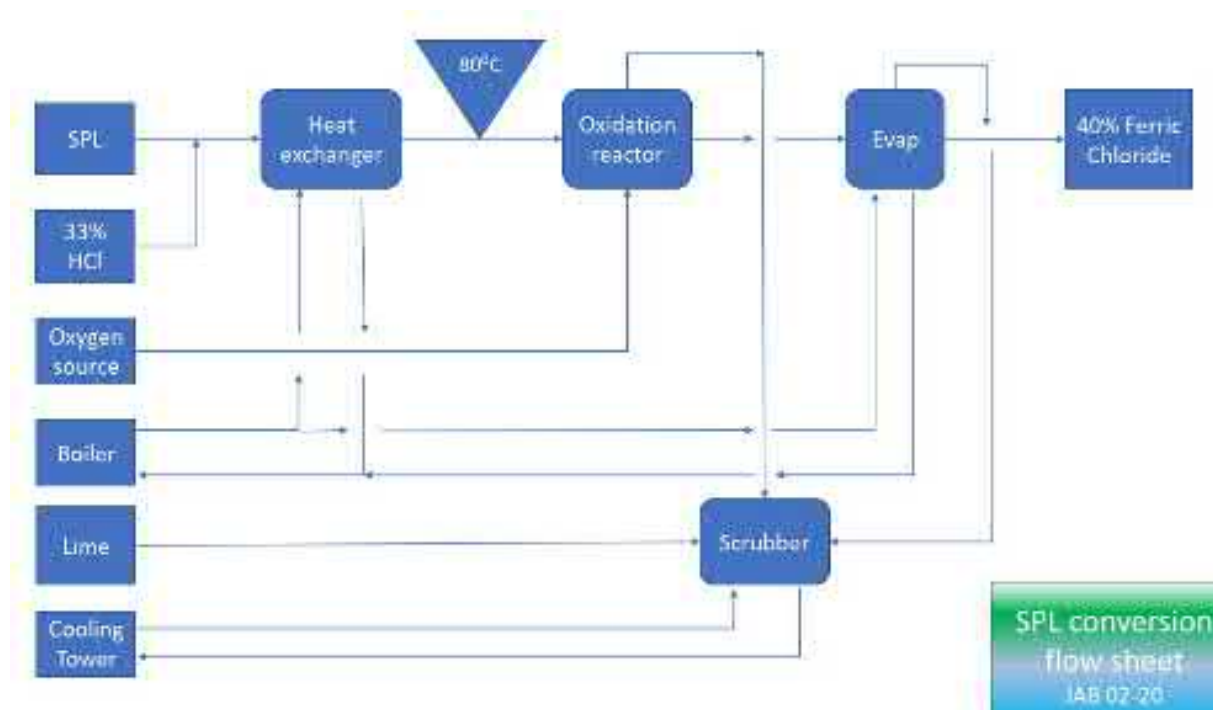 80°C
SPL
Heat
exchanger
Oxidation
reactor
Evap
40% Ferric
Chloride
33%
HCl
Oxygen
source
Boiler
Lime
Scrubber
Cooling
Tower
SPL conversion
flow sheet
JAB 02-20